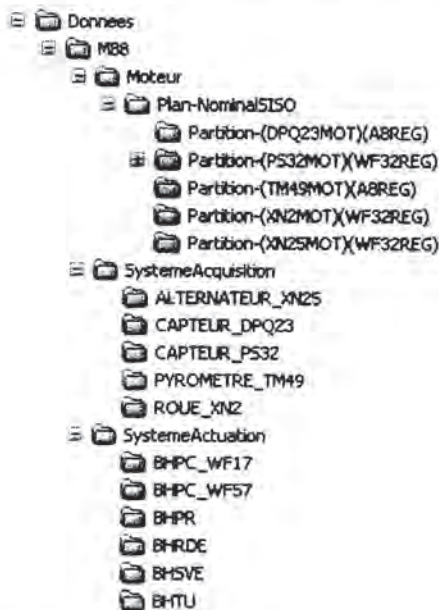 Donnees
M88
Moteur
Plan-NominalSISO
Partition-(DPQ23MOT)(A8REG)
Partition-(PS32MOT)(WF32REG)
Partition-(TM49MOT)(A8REG)
Partition-(XN2MOT)(WF32REG)
Partition-(XN25MOT)(WF32REG)
SystemeAcquisition
ALTERNATEUR_XN25
CAPTEUR_DPQ23
CAPTEUR_PS32
PYROMETRE_TM49
ROUE_XN2
SystemeActuation
BHPC_WF17
BHPC_WF57
BHPR
BHRDE
BHSVE
BHTU